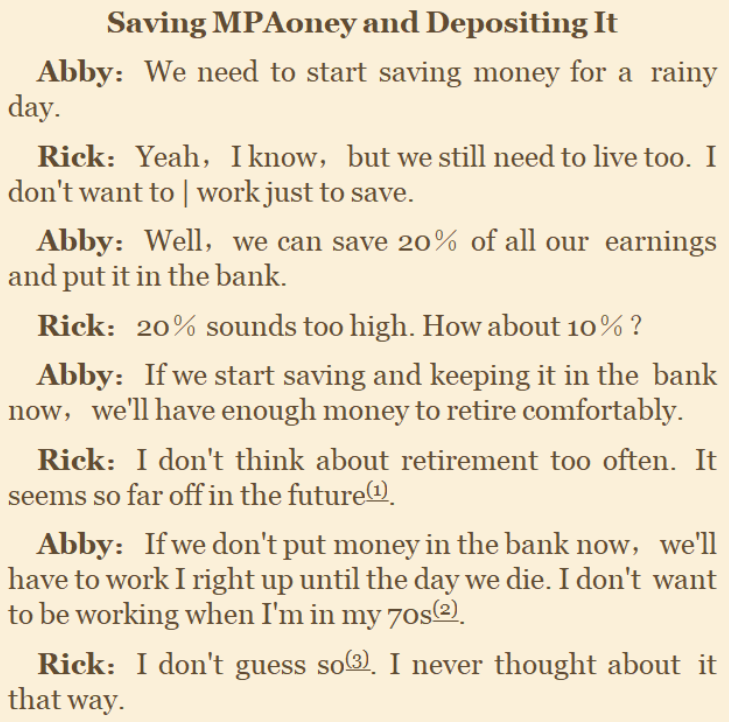 Saving MPAoney and Depositing It
Abby： We need to start saving money for a rainy
day.
Rick： Yeah， I know， but we still need to live too. I
don't want to | work just to save.
Abby： Well， we can save 20％ of all our earnings
and put it in the bank.
Rick： 20％ sounds too high. How about 10％？
Abby： If we start saving and keeping it in the bank
now， we'll have enough money to retire comfortably.
Rick： I don't think about retirement too often. It
seems so far off in the future(1).
Abby： If we don't put money in the bank now， we'll
have to work I right up until the day we die. I don't want
to be working when I'm in my 70s(2).
Rick： I don't guess so(3). I never thought about it
that way.